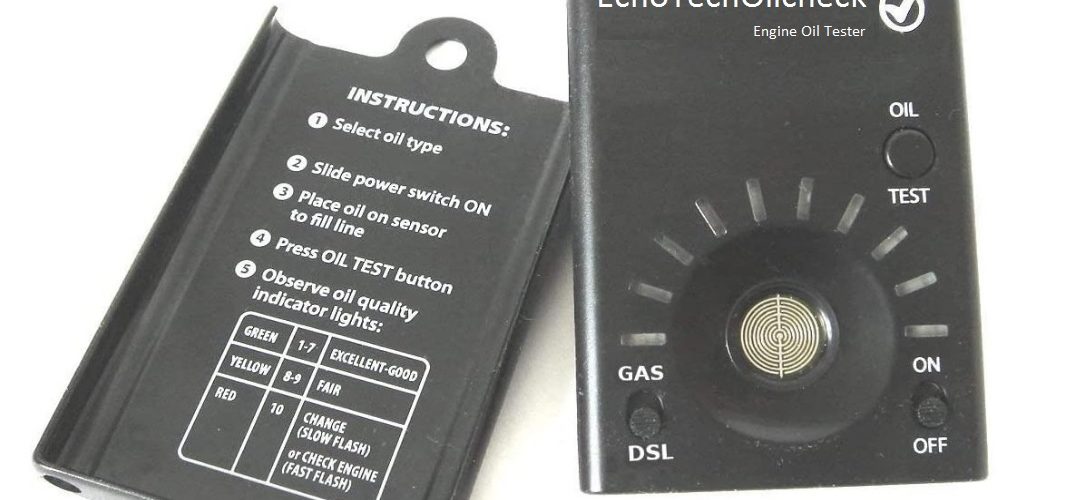 INSTRUCTIONS:
1 Select oil type
2 Slide power switch ON
3 Place oil on sensor
to fill line
4 Press OIL TEST button
5 Observe oil quality
indicator lights:
GREEN 1-7 EXCELLENT-GOOD
YELLOW 8-9 FAIR
RED 10 CHANGE
(SLOW FLASH)
or CHECK ENGINE
(FAST FLASH)
EchoTechOilcheck
Engine Oil Tester
OIL
TEST
GAS
DSL
ON
OFF